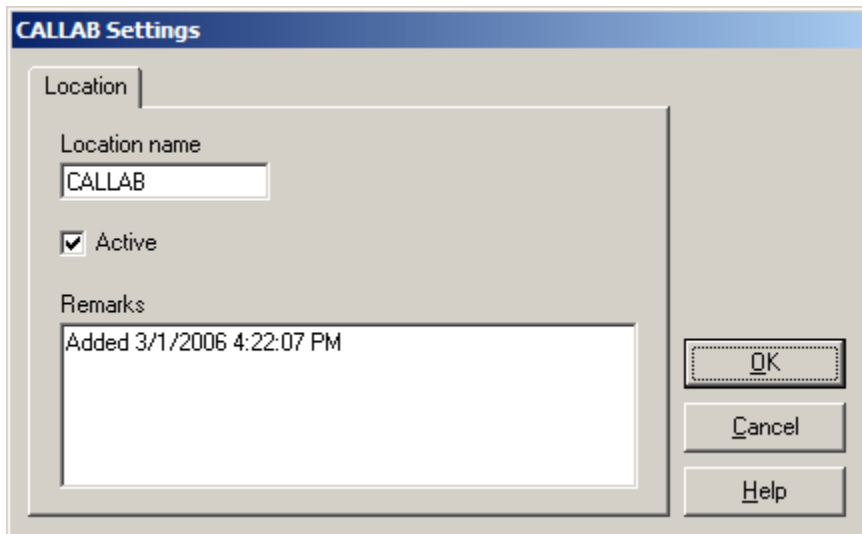 CALLAB Settings
Location
Location name
CALLAB
Active
Remarks
Added 3/1/2006 4:22:07 PM
OK
Cancel
Help